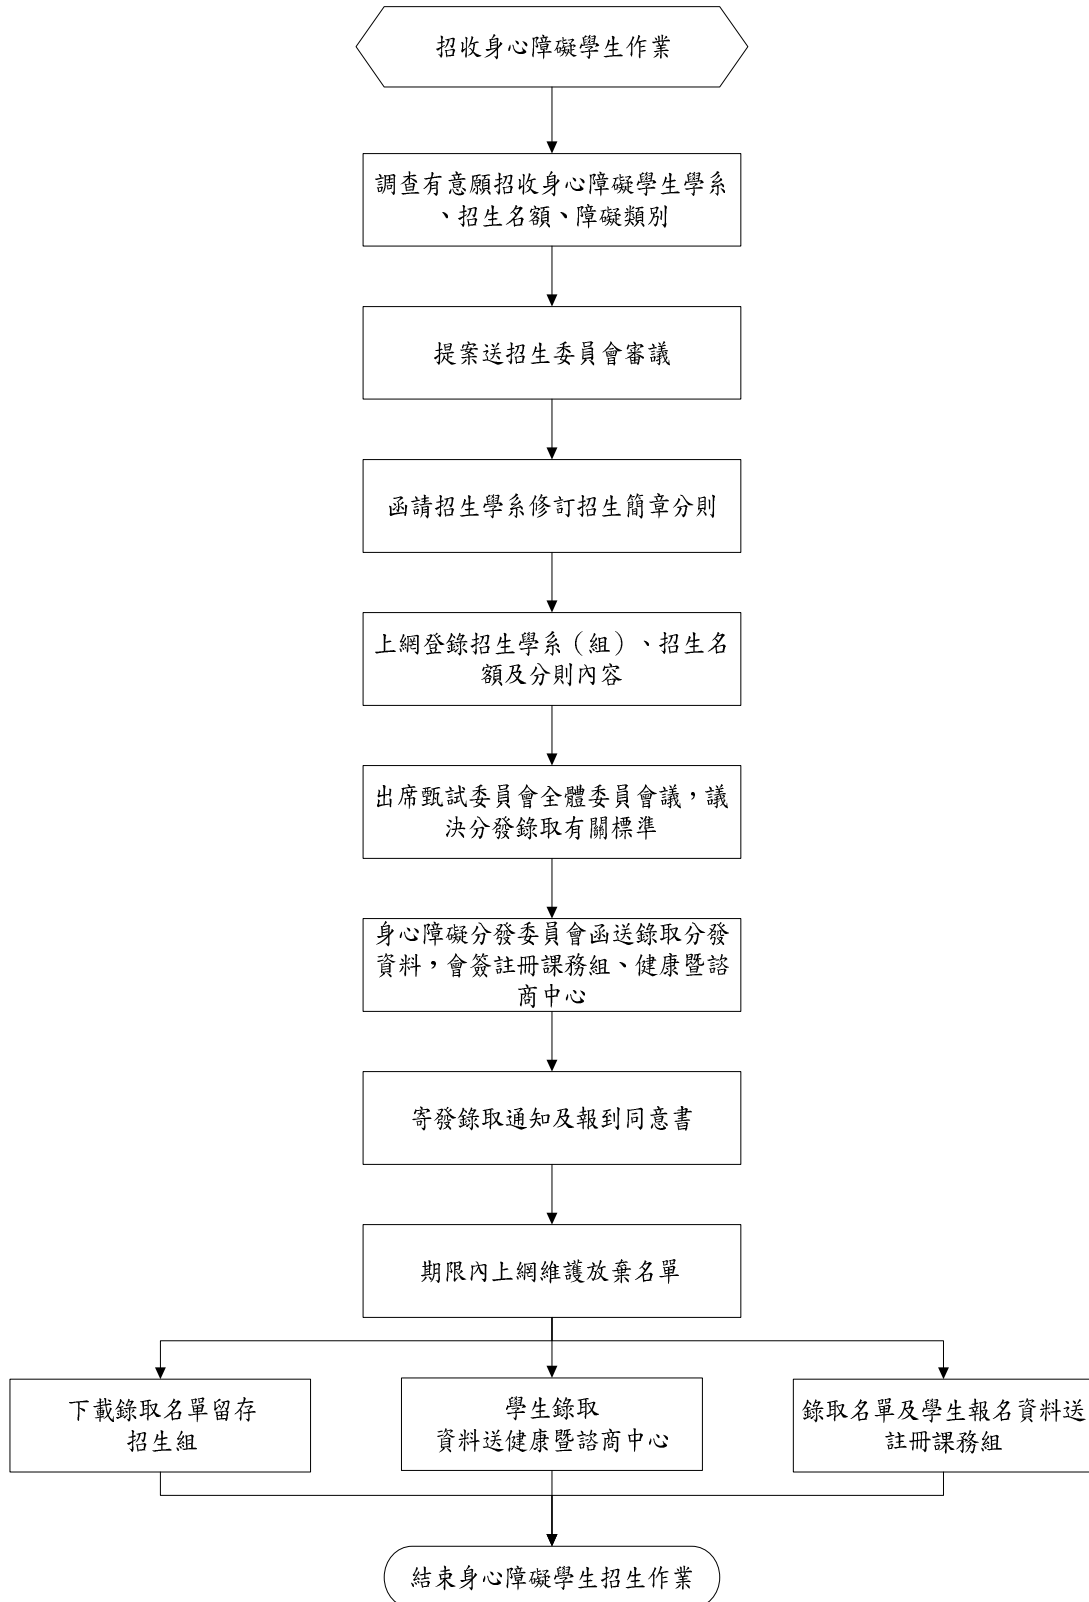 招收身心障礙學生作業
調查有意願招收身心障礙學生學系
、招生名額、障礙類別
提案送招生委員會審議
函請招生學系修訂招生簡章分則
上網登錄招生學系（組）、招生名
額及分則內容
出席甄試委員會全體委員會議，議
決分發錄取有關標準
身心障礙分發委員會函送錄取分發
資料，會簽註冊課務組、健康暨諮
商中心
寄發錄取通知及報到同意書
期限內上網維護放棄名單
下載錄取名單留存
招生組
學生錄取
資料送健康暨諮商中心
錄取名單及學生報名資料送
註冊課務組
結束身心障礙學生招生作業